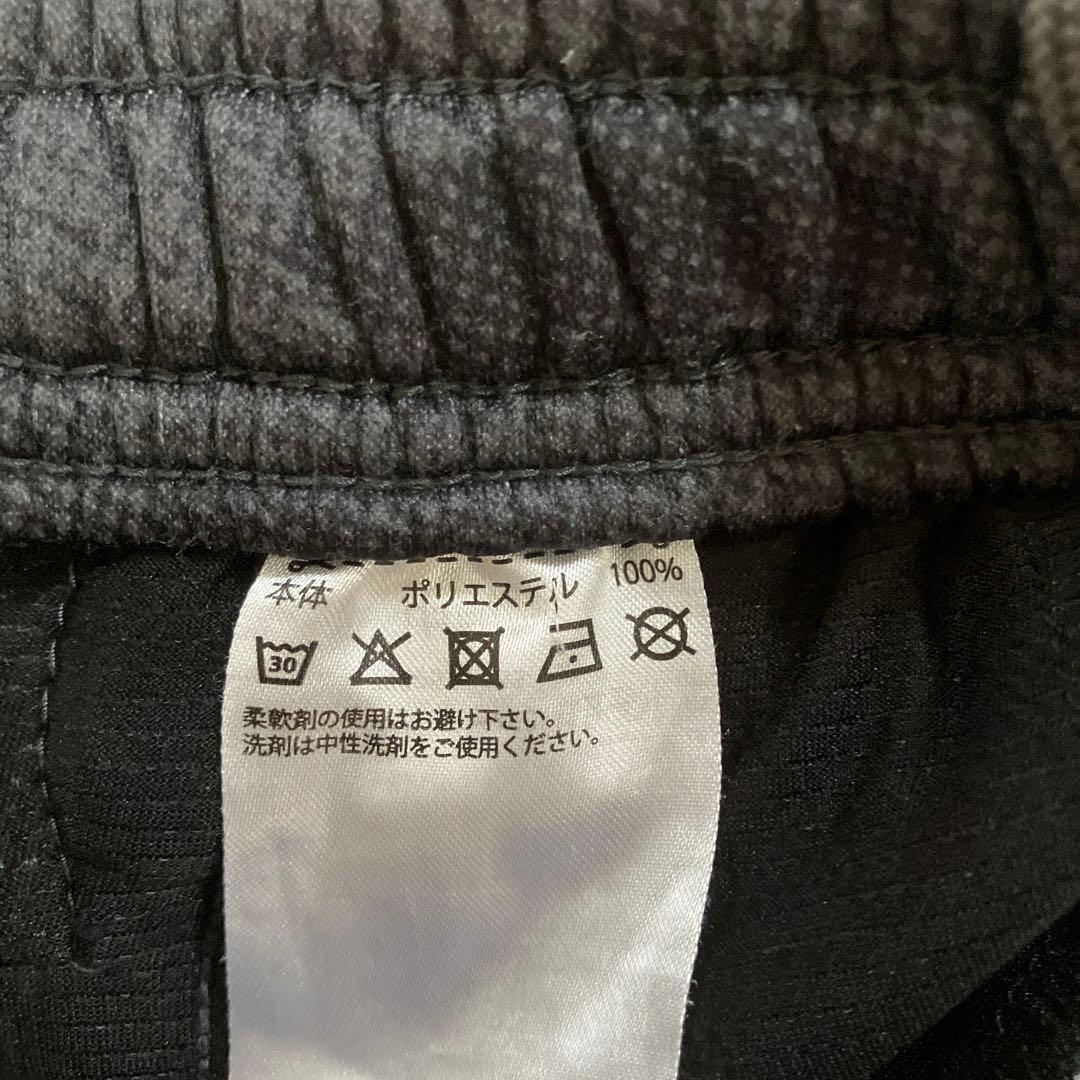 本体 ポリエステル 100%
30
柔軟剤の使用はお避け下さい。
洗剤は中性洗剤をご使用ください。